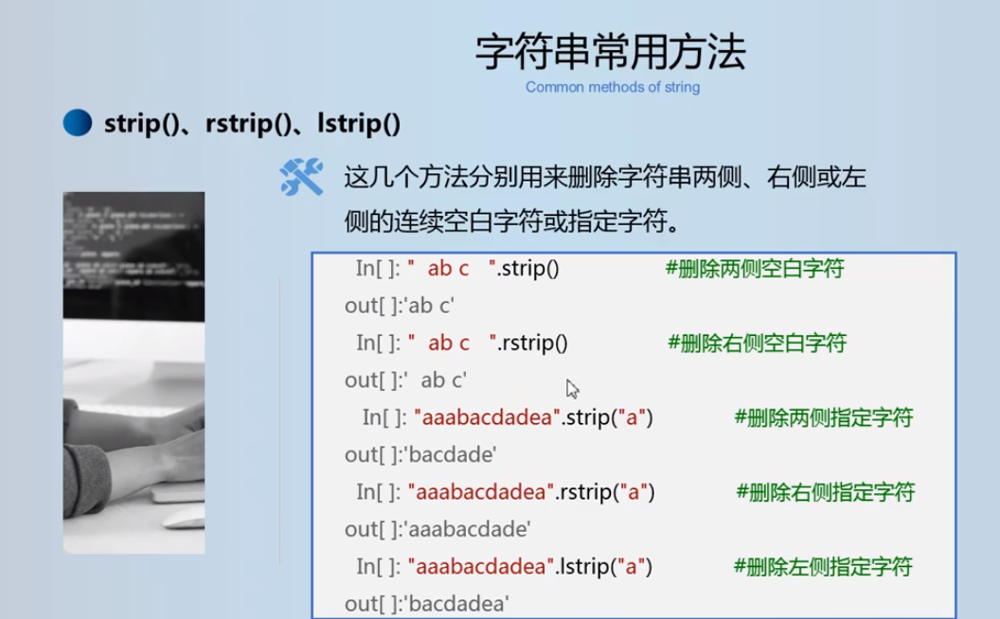 字符串常用方法
Common methods of string
strip()、rstrip()、lstrip()
这几个方法分别用来删除字符串两侧、右侧或左
侧的连续空白字符或指定字符。
In[ ]: "  ab c   ".strip() #删除两侧空白字符
out[ ]:'ab c'
In[ ]: "  ab c   ".rstrip() #删除右侧空白字符
out[ ]:'  ab c'
In[ ]: "aaabacdadea".strip("a") #删除两侧指定字符
out[ ]:'bacdade'
In[ ]: "aaabacdadea".rstrip("a") #删除右侧指定字符
out[ ]:'aaabacdade'
In[ ]: "aaabacdadea".lstrip("a") #删除左侧指定字符
out[ ]:'bacdadea'